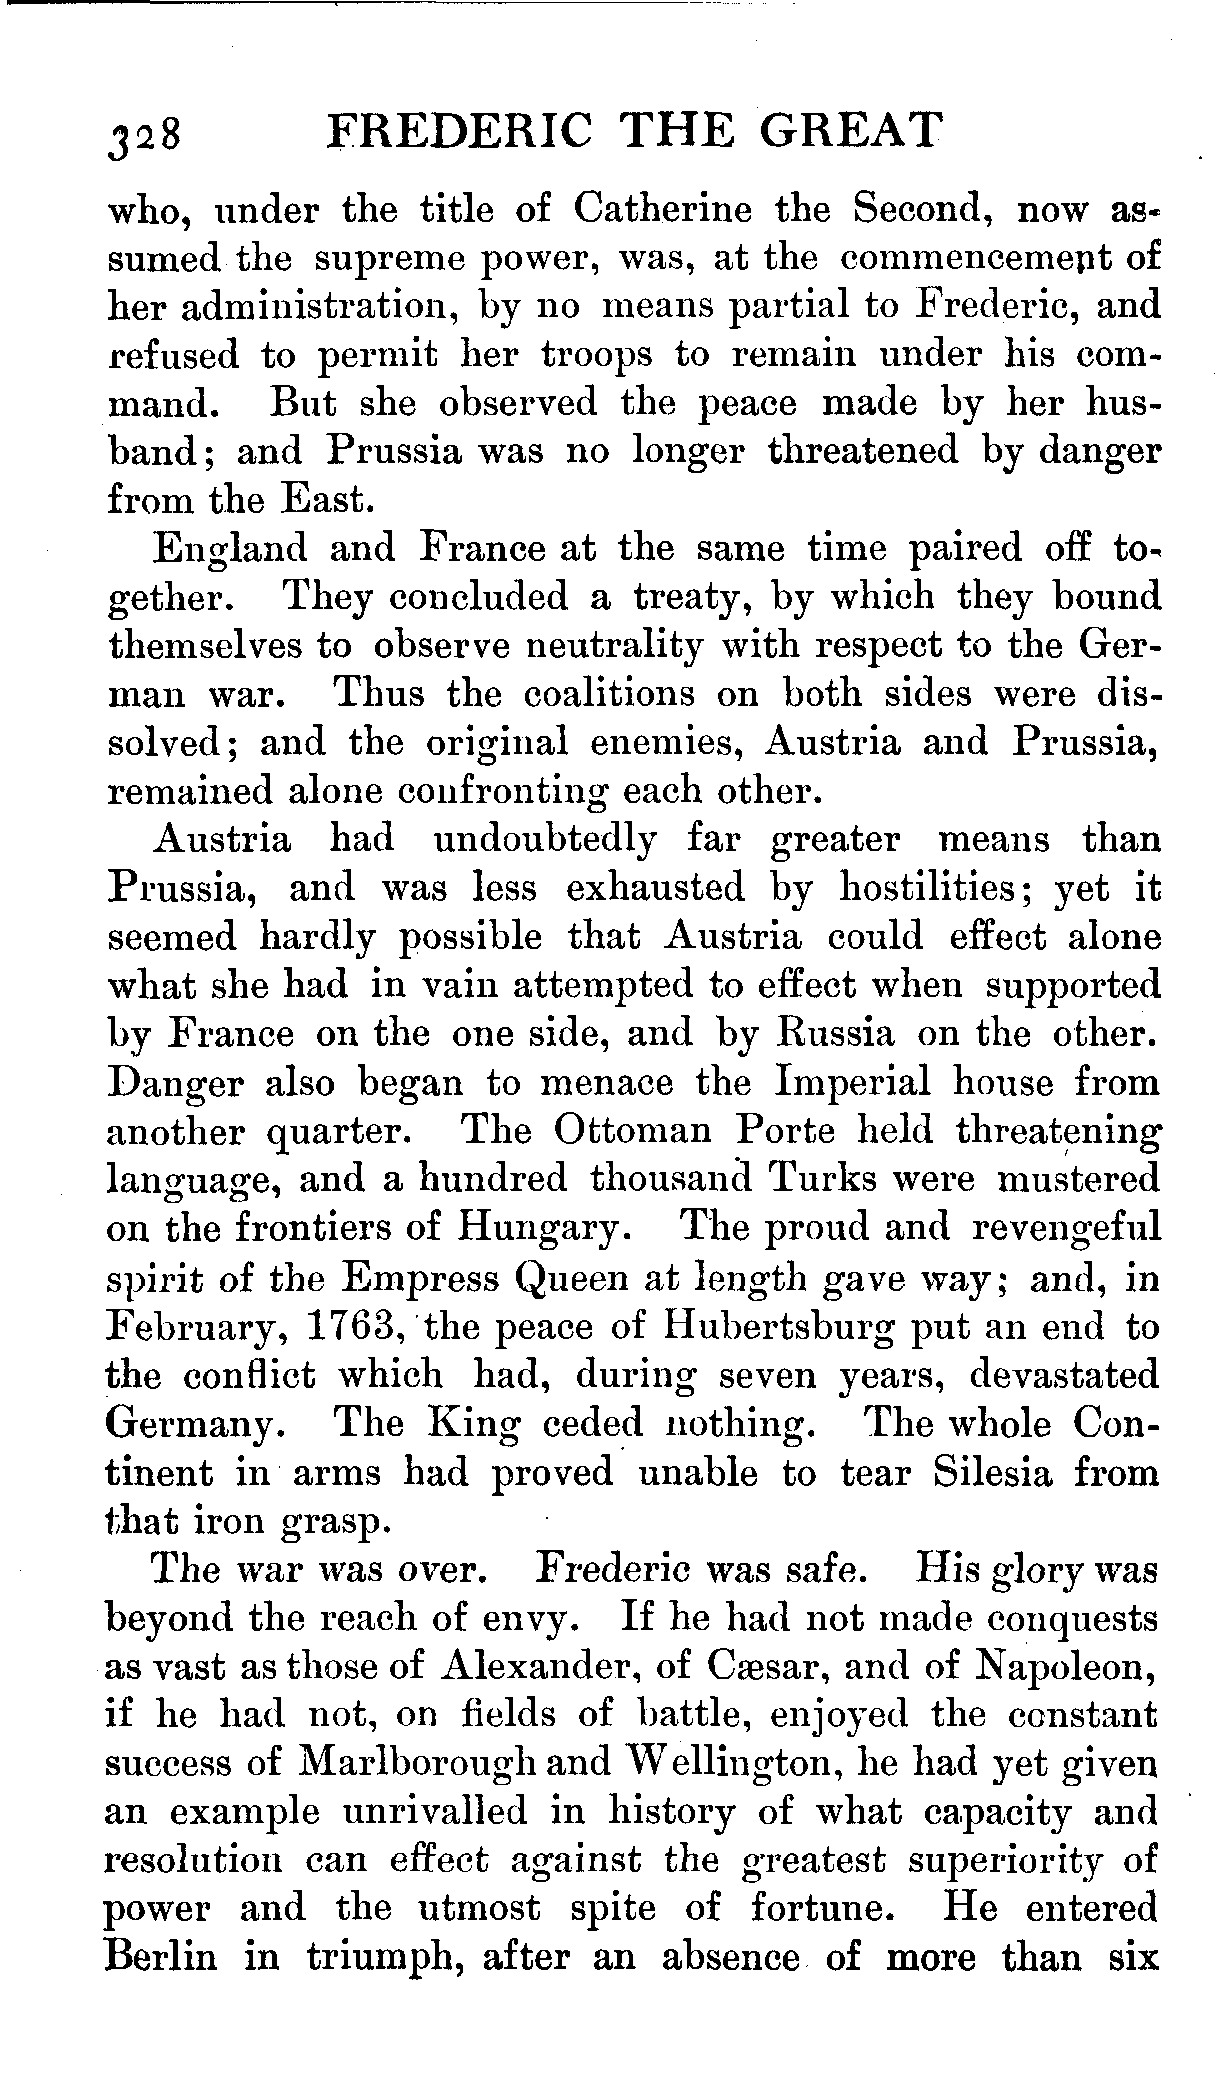 328 FREDERIC THE GREAT
who, under the title of Catherine the Second, now as-
sumed the supreme power, was, at the commencement of
her administration, by no means partial to Frederic, and
refused to permit her troops to remain under his com-
mand. But she observed the peace made by her hus-
band; and Prussia was no longer threatened by danger
from the East.
England and France at the same time paired off to-
gether. They concluded a treaty, by which they bound
themselves to observe neutrality with respect to the Ger-
man war. Thus the coalitions on both sides were dis-
solved; and the original enemies, Austria and Prussia,
remained alone confronting each other.
Austria had undoubtedly far greater means than
Prussia, and was less exhausted by hostilities; yet it
seemed hardly possible that Austria could effect alone
what she had in vain attempted to effect when supported
by France on the one side, and by Russia on the other.
Danger also began to menace the Imperial house from
another quarter. The Ottoman Porte held threatening
language, and a hundred thousand Turks were mustered
on the frontiers of Hungary. The proud and revengeful
spirit of the Empress Queen at length gave way; and, in
February, 1763, the peace of Hubertsburg put an end to
the conflict which had, during seven years, devastated
Germany. The King ceded nothing. The whole Con-
tinent in arms had proved unable to tear Silesia from
that iron grasp.
The war was over. Frederic was safe. His glory was
beyond the reach of envy. If he had not made conquests
as vast as those of Alexander, of Cæsar, and of Napoleon,
if he had not, on fields of battle, enjoyed the constant
success of Marlborough and Wellington, he had yet given
an example unrivalled in history of what capacity and
resolution can effect against the greatest superiority of
power and the utmost spite of fortune. He entered
Berlin in triumph, after an absence of more than six